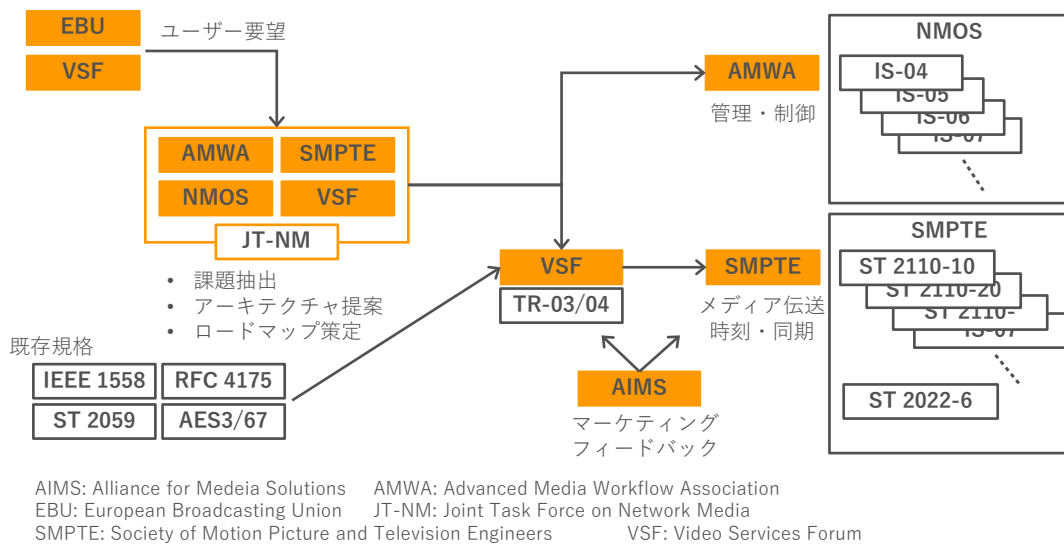 EBU
VSF
ユーザー要望
AMWA
SMPTE
NMOS
VSF
JT-NM
• 課題抽出
• アーキテクチャ提案
• ロードマップ策定
既存規格
IEEE 1558
RFC 4175
ST 2059
AES3/67
VSF
TR-03/04
AMWA
管理・制御
SMPTE
メディア伝送
時刻・同期
AIMS
マーケティング
フィードバック
NMOS
IS-04
IS-05
IS-06
IS-07
SMPTE
ST 2110-10
ST 2110-20
ST 2110-
IS-07
ST 2022-6
AIMS: Alliance for Medeia Solutions AMWA: Advanced Media Workflow Association
EBU: European Broadcasting Union JT-NM: Joint Task Force on Network Media
SMPTE: Society of Motion Picture and Television Engineers VSF: Video Services Forum